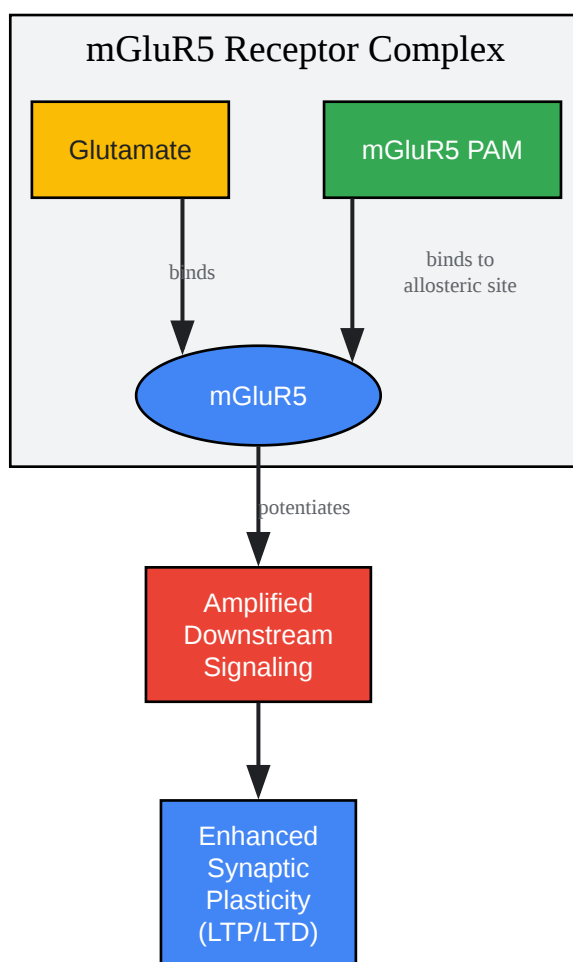 mGluR5 Receptor Complex
Glutamate
mGluR5 PAM
binds
binds to
allosteric site
mGluR5
potentiates
Amplified
Downstream
Signaling
Enhanced
Synaptic
Plasticity
(LTP/LTD)